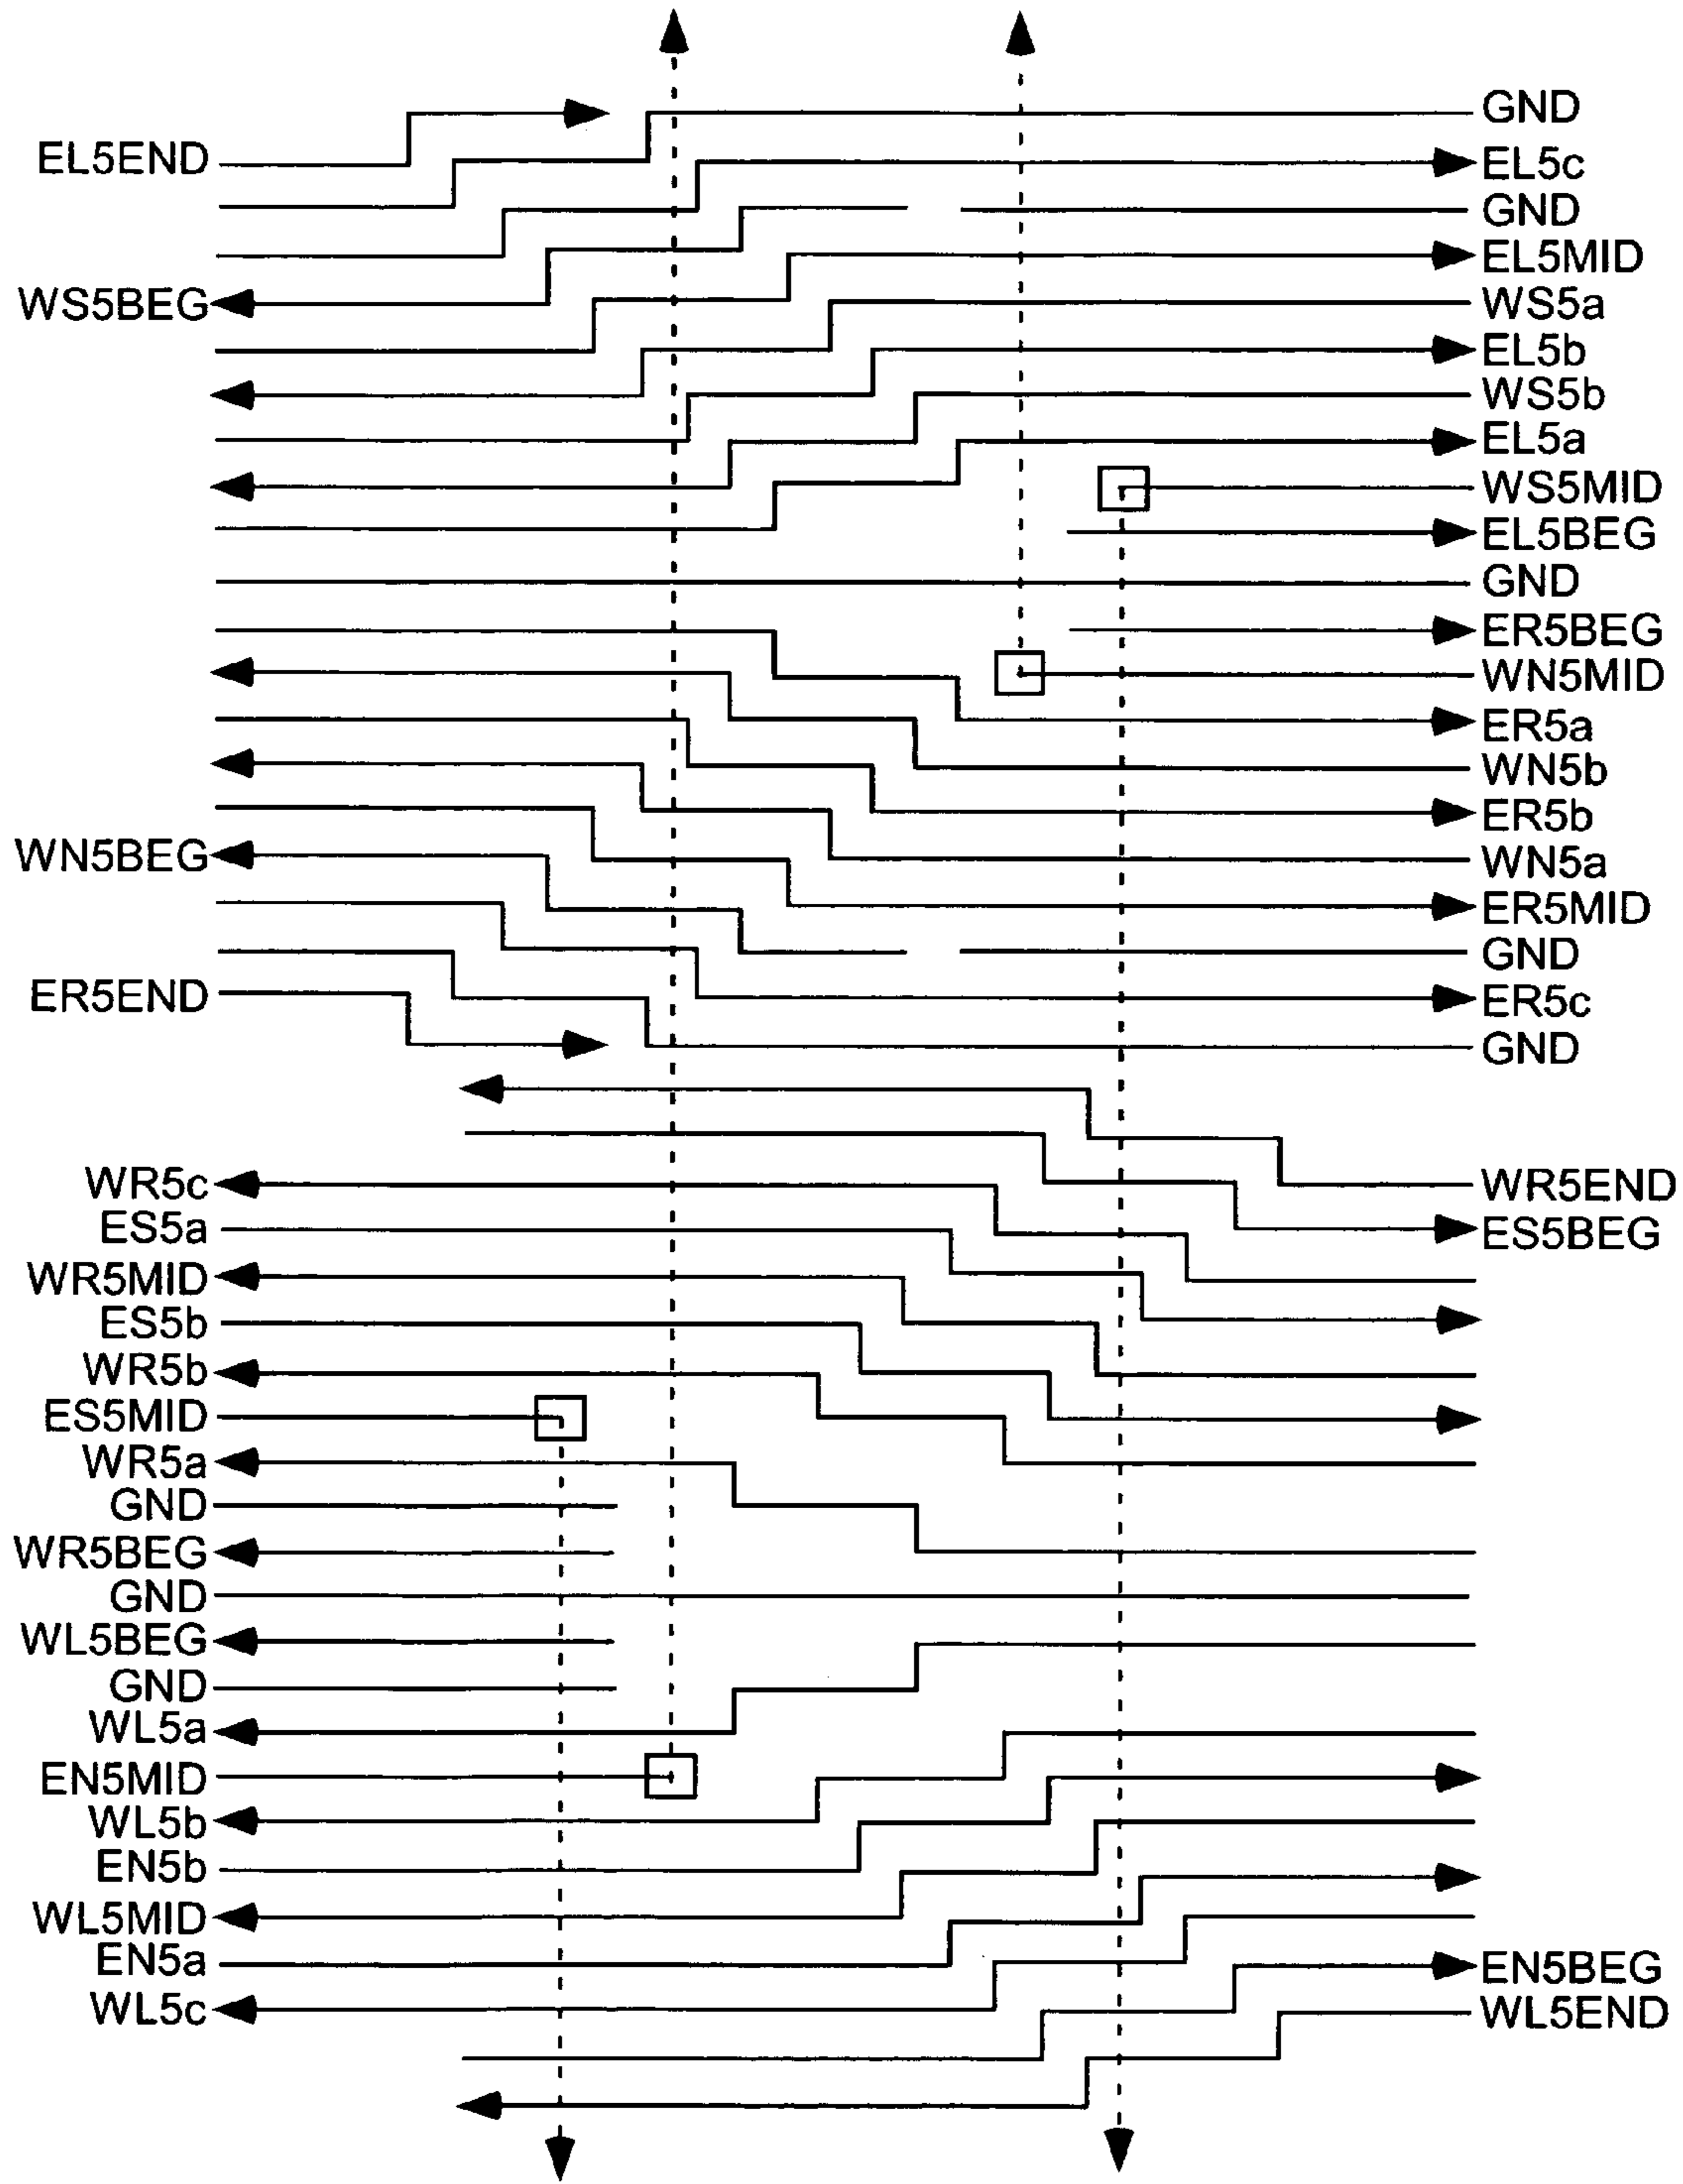 GND
EL5END
EL5c
GND
EL5MID
WS5BEG
WS5a
EL5b
WS5b
EL5a
WS5MID
EL5BEG
GND
ER5BEG
WN5MID
ER5a
WN5b
ER5b
WN5BEG
WN5a
ER5MID
GND
ER5END
ER5c
GND
WR5c
WR5END
ES5a
ES5BEG
WR5MID
ES5b
WR5b
ES5MID
WR5a
GND
WR5BEG
GND
WL5BEG
GND
WL5a
EN5MID
WL5b
EN5b
WL5MID
EN5a
EN5BEG
WL5c
WL5END